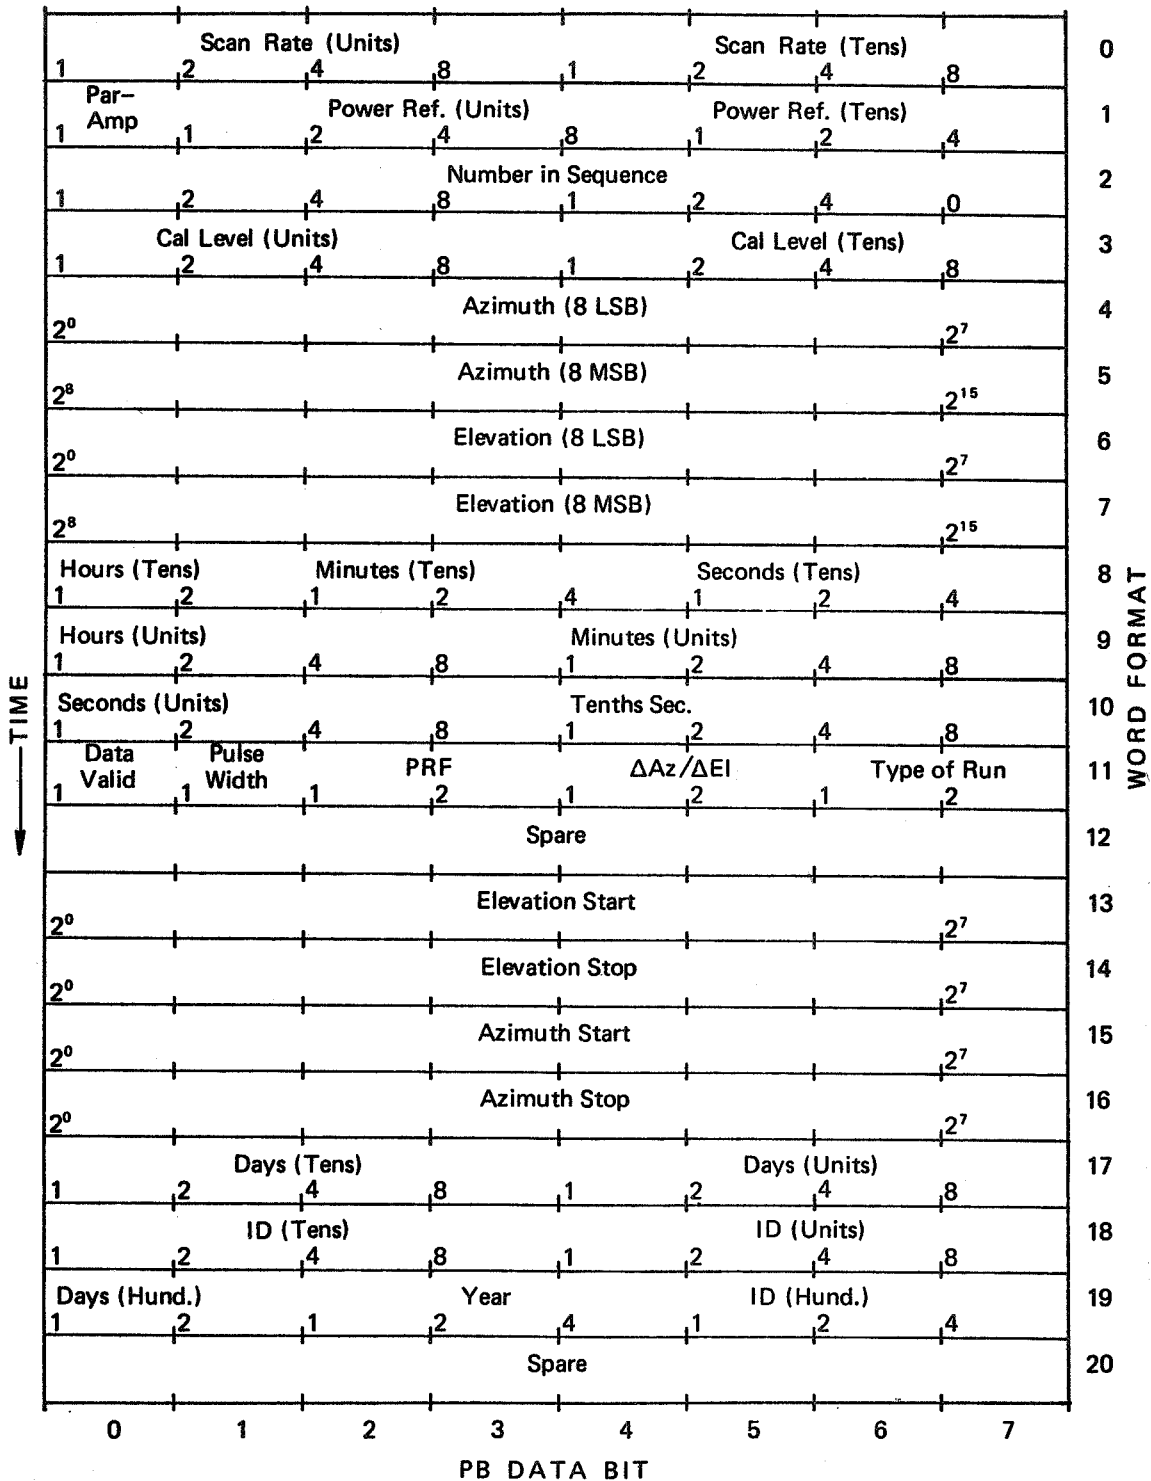 Scan Rate (Units) Scan Rate (Tens) 0
1 2 4 8 1 2 4 8
Par–
Amp Power Ref. (Units) Power Ref. (Tens) 1
1 1 2 4 8 1 2 4
Number in Sequence 2
1 2 4 8 1 2 4 0
Cal Level (Units) Cal Level (Tens) 3
1 2 4 8 1 2 4 8
Azimuth (8 LSB) 4
2⁰ 2⁷
Azimuth (8 MSB) 5
2⁸ 2¹⁵
Elevation (8 LSB) 6
2⁰ 2⁷
Elevation (8 MSB) 7
2⁸ 2¹⁵
Hours (Tens) Minutes (Tens) Seconds (Tens) 8
1 2 1 2 4 1 2 4
Hours (Units) Minutes (Units) 9
1 2 4 8 1 2 4 8
Seconds (Units) Tenths Sec. 10
1 2 4 8 1 2 4 8
Data Valid Pulse Width PRF ΔAz/ΔEl Type of Run 11
1 1 1 2 1 2 1 2
Spare 12
Elevation Start 13
2⁰ 2⁷
Elevation Stop 14
2⁰ 2⁷
Azimuth Start 15
2⁰ 2⁷
Azimuth Stop 16
2⁰ 2⁷
Days (Tens) Days (Units) 17
1 2 4 8 1 2 4 8
ID (Tens) ID (Units) 18
1 2 4 8 1 2 4 8
Days (Hund.) Year ID (Hund.) 19
1 2 1 2 4 1 2 4
Spare 20
0 1 2 3 4 5 6 7
PB DATA BIT
TIME
WORD FORMAT